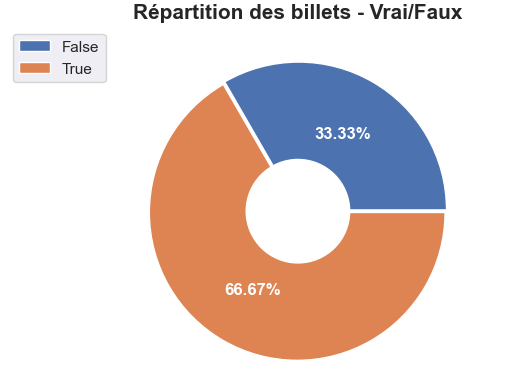 Répartition des billets - Vrai/Faux
False
True
33.33%
66.67%